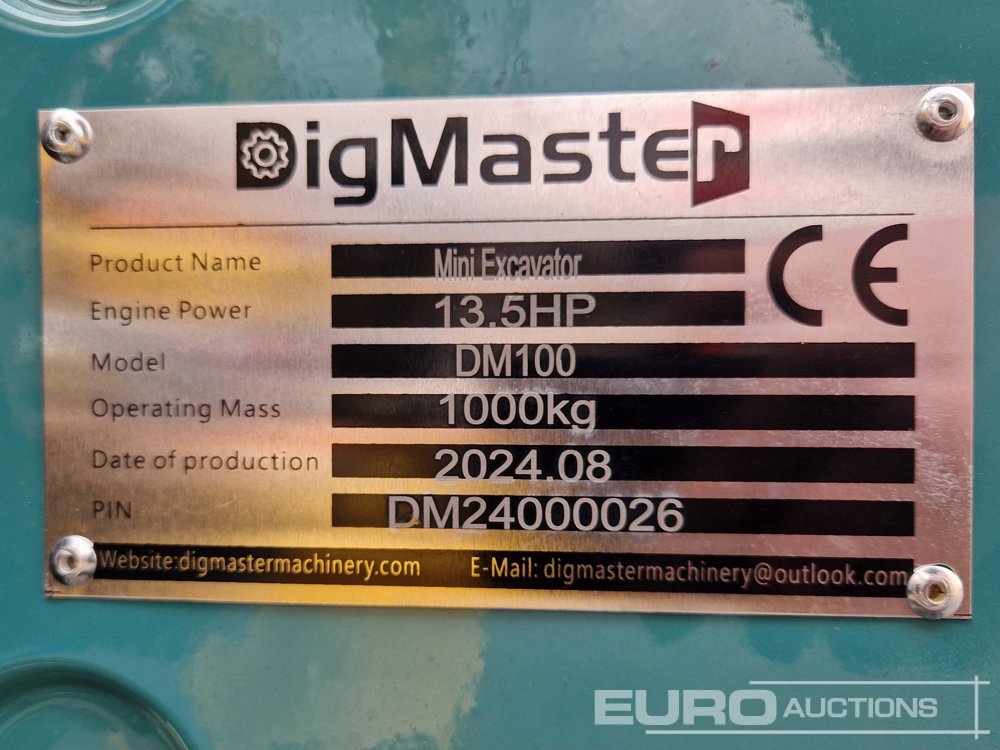 DigMaster
Product Name Mini Excavator
CE
Engine Power 13.5HP
Model DM100
Operating Mass 1000kg
Date of production 2024.08
PIN DM24000026
Website:digmastermachinery.com E-Mail: digmastermachinery@outlook.com
EURO AUCTIONS